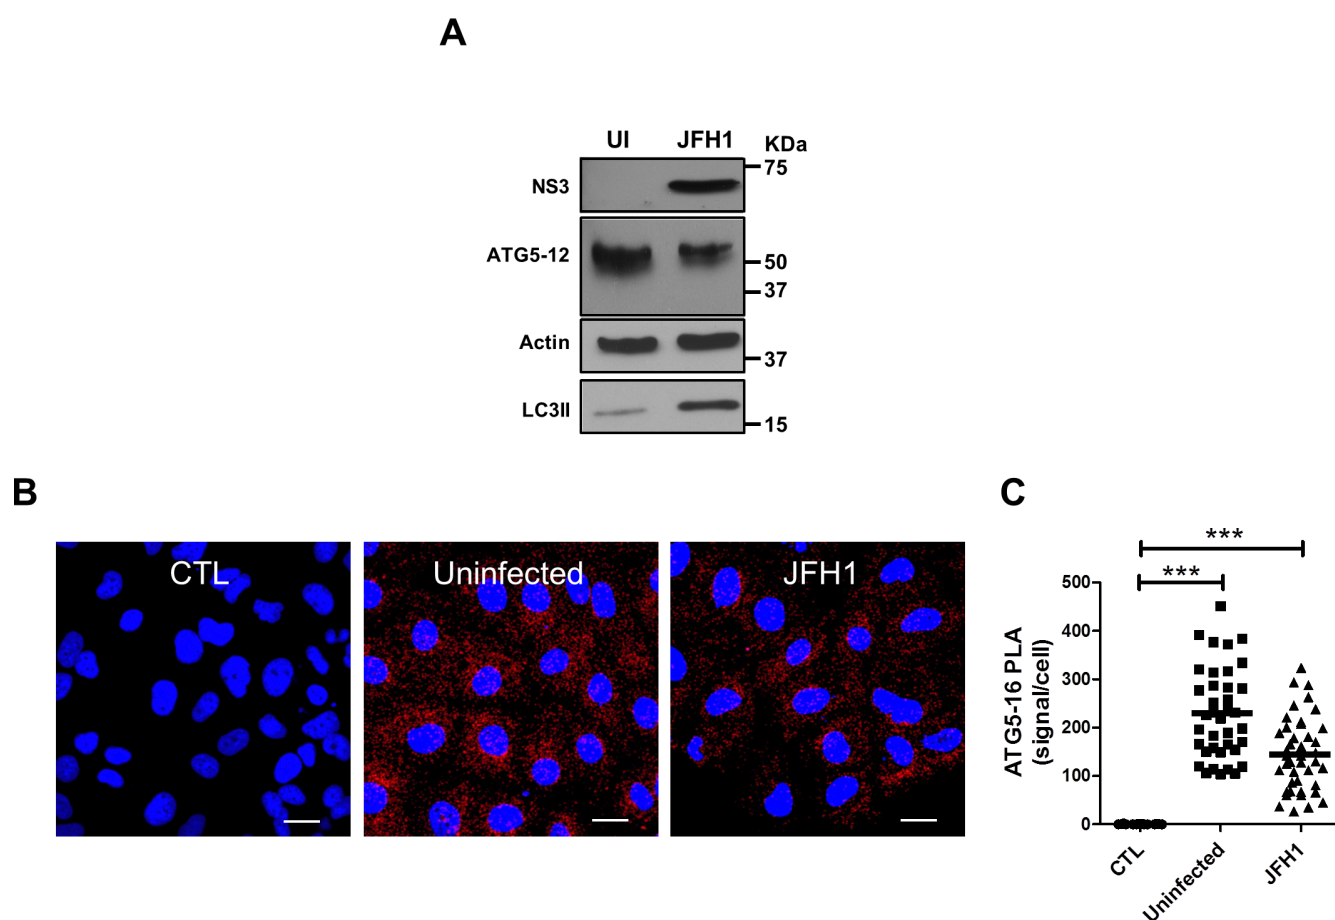 A
UI JFH1 KDa
NS3
75
ATG5-12
50
37
Actin
37
LC3II
15
B
CTL
Uninfected
JFH1
C
***
***
ATG5-16 PLA
(signal/cell)
500
400
300
200
100
0
CTL
Uninfected
JFH1